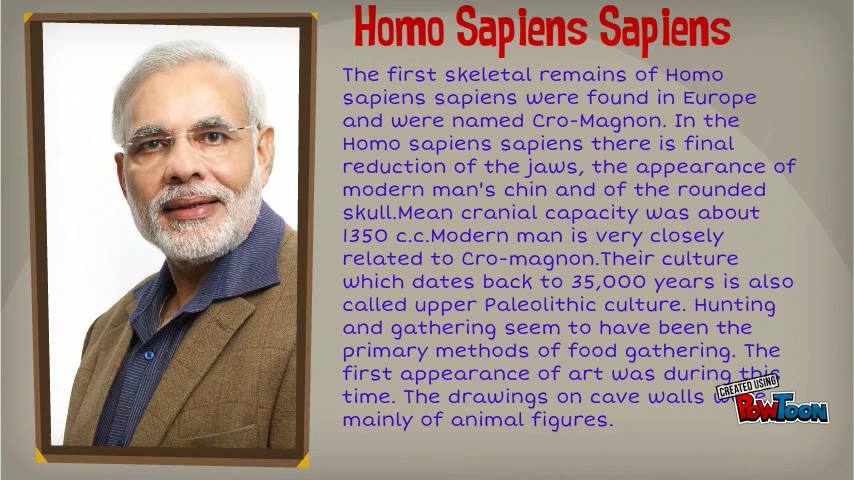 Homo Sapiens Sapiens
The first skeletal remains of Homo
sapiens sapiens were found in Europe
and were named Cro-Magnon. In the
Homo sapiens sapiens there is final
reduction of the jaws, the appearance of
modern man's chin and of the rounded
skull.Mean cranial capacity was about
1350 c.c.Modern man is very closely
related to Cro-magnon.Their culture
which dates back to 35,000 years is also
called upper Paleolithic culture. Hunting
and gathering seem to have been the
primary methods of food gathering. The
first appearance of art was during this
time. The drawings on cave walls were
mainly of animal figures.
CREATED USING
POWTOON